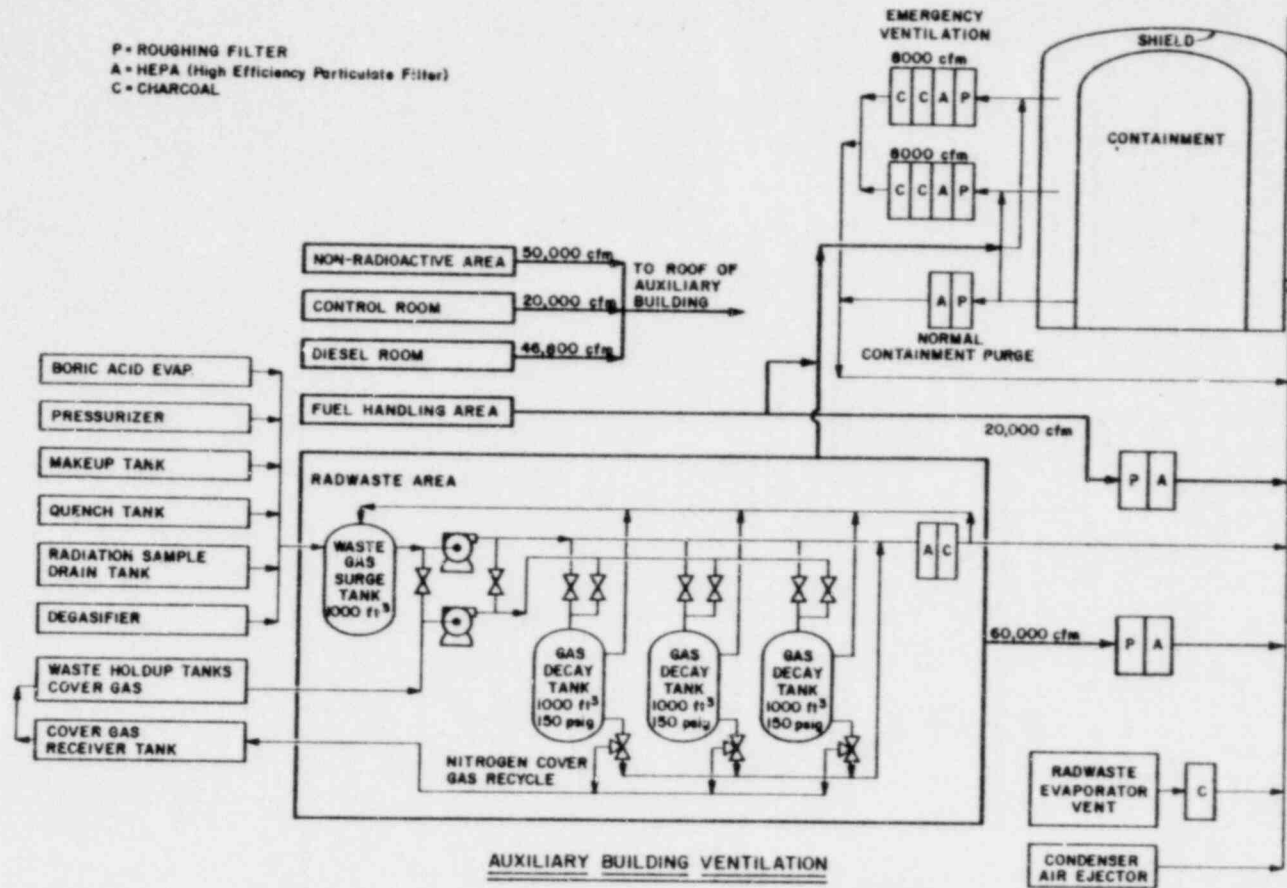 P = ROUGHING FILTER
A = HEPA (High Efficiency Particulate Filter)
C = CHARCOAL
EMERGENCY
VENTILATION
8000 cfm
C C A P
8000 cfm
C C A P
A P
NORMAL
CONTAINMENT PURGE
SHIELD
CONTAINMENT
NON-RADIOACTIVE AREA
50,000 cfm
CONTROL ROOM
20,000 cfm
DIESEL ROOM
46,800 cfm
TO ROOF OF
AUXILIARY
BUILDING
FUEL HANDLING AREA
20,000 cfm
P A
BORIC ACID EVAP.
PRESSURIZER
MAKEUP TANK
QUENCH TANK
RADIATION SAMPLE
DRAIN TANK
DEGASIFIER
WASTE HOLDUP TANKS
COVER GAS
COVER GAS
RECEIVER TANK
RADWASTE AREA
WASTE
GAS
SURGE
TANK
1000 ft³
GAS
DECAY
TANK
1000 ft³
150 psig
GAS
DECAY
TANK
1000 ft³
150 psig
GAS
DECAY
TANK
1000 ft³
150 psig
A C
NITROGEN COVER
GAS RECYCLE
60,000 cfm
P A
RADWASTE
EVAPORATOR
VENT
C
CONDENSER
AIR EJECTOR
AUXILIARY BUILDING VENTILATION